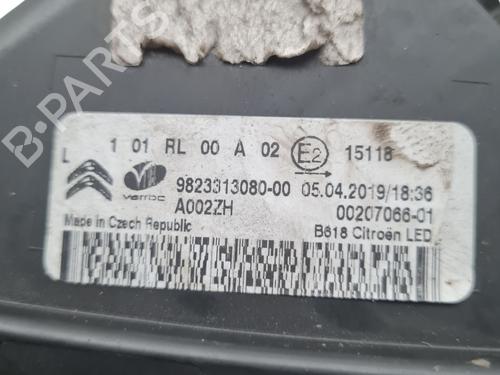 B-PARTS
1 01 RL 00 A 02 E2 15118
L
varroc
9823313080-00 05.04.2019/18:36
A002ZH 00207066-01
Made in Czech Republic B618 Citroën LED